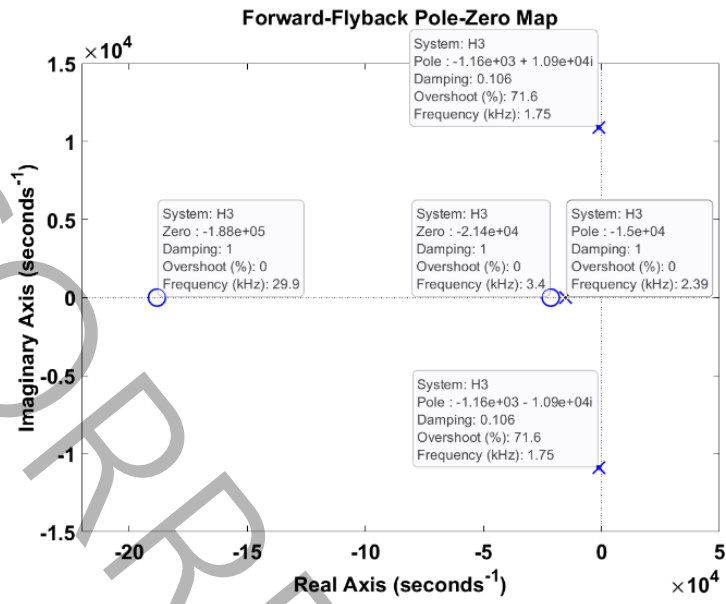 Forward-Flyback Pole-Zero Map
×10⁴
1.5
1
0.5
0
-0.5
-1
-1.5
Imaginary Axis (seconds⁻¹)
System: H3
Pole : -1.16e+03 + 1.09e+04i
Damping: 0.106
Overshoot (%): 71.6
Frequency (kHz): 1.75
System: H3
Zero : -1.88e+05
Damping: 1
Overshoot (%): 0
Frequency (kHz): 29.9
System: H3
Zero : -2.14e+04
Damping: 1
Overshoot (%): 0
Frequency (kHz): 3.4
System: H3
Pole : -1.5e+04
Damping: 1
Overshoot (%): 0
Frequency (kHz): 2.39
System: H3
Pole : -1.16e+03 - 1.09e+04i
Damping: 0.106
Overshoot (%): 71.6
Frequency (kHz): 1.75
-20 -15 -10 -5 0 5
Real Axis (seconds⁻¹)
×10⁴
ORR